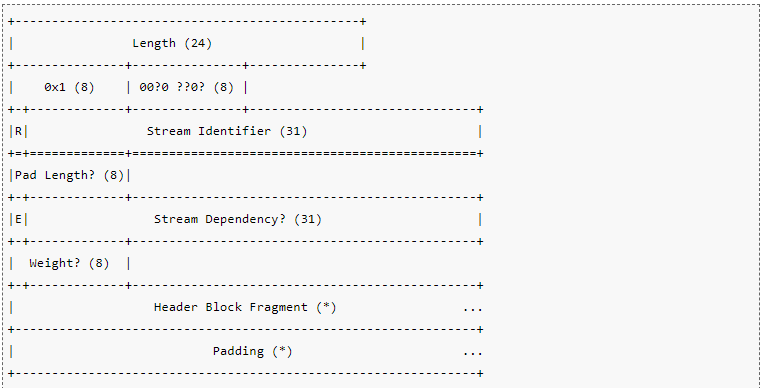 +-----------------------------------------------+
|                Length (24)                    |
+---------------+---------------+---------------+
|    0x1 (8)    | 00?0 ??0? (8) |
+-+-------------+---------------+-------------------------------+
|R|                Stream Identifier (31)                       |
+=+=============+===============================================+
|Pad Length? (8)|
+-+-------------+-----------------------------------------------+
|E|                 Stream Dependency? (31)                     |
+-+-------------+-----------------------------------------------+
|  Weight? (8)  |
+-+-------------+-----------------------------------------------+
|                   Header Block Fragment (*)                 ...
+---------------------------------------------------------------+
|                           Padding (*)                       ...
+---------------------------------------------------------------+